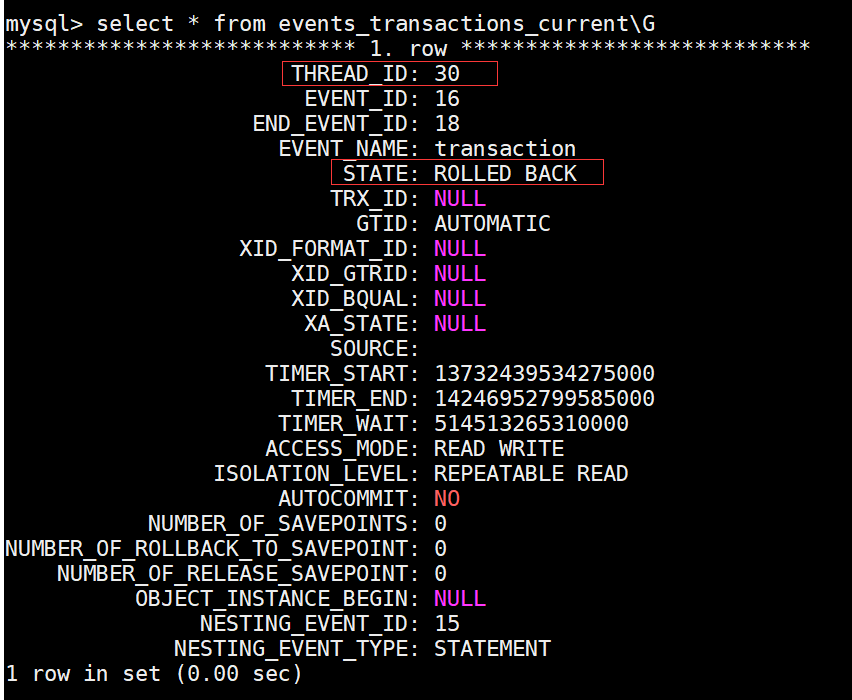 mysql> select * from events_transactions_current\G
*************************** 1. row ***************************
THREAD_ID: 30
EVENT_ID: 16
END_EVENT_ID: 18
EVENT_NAME: transaction
STATE: ROLLED BACK
TRX_ID: NULL
GTID: AUTOMATIC
XID_FORMAT_ID: NULL
XID_GTRID: NULL
XID_BQUAL: NULL
XA_STATE: NULL
SOURCE:
TIMER_START: 13732439534275000
TIMER_END: 14246952799585000
TIMER_WAIT: 514513265310000
ACCESS_MODE: READ WRITE
ISOLATION_LEVEL: REPEATABLE READ
AUTOCOMMIT: NO
NUMBER_OF_SAVEPOINTS: 0
NUMBER_OF_ROLLBACK_TO_SAVEPOINT: 0
NUMBER_OF_RELEASE_SAVEPOINT: 0
OBJECT_INSTANCE_BEGIN: NULL
NESTING_EVENT_ID: 15
NESTING_EVENT_TYPE: STATEMENT
1 row in set (0.00 sec)